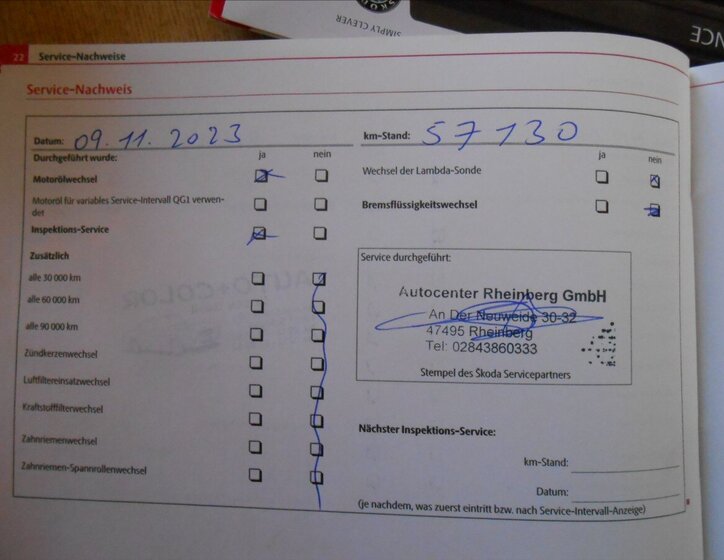 ŠKODA
SIMPLY CLEVER
NCE
22 Service-Nachweise
Service-Nachweis
Datum: 09.11.2023
km-Stand: 57130
Durchgeführt wurde: ja nein
Motorölwechsel
Motoröl für variables Service-Intervall QG1 verwen-
det
Inspektions-Service
Zusätzlich
alle 30 000 km
alle 60 000 km
alle 90 000 km
Zündkerzenwechsel
Luftfiltereinsatzwechsel
Kraftstofffilterwechsel
Zahnriemenwechsel
Zahnriemen-Spannrollenwechsel
ja nein
Wechsel der Lambda-Sonde
Bremsflüssigkeitswechsel
Service durchgeführt:
Autocenter Rheinberg GmbH
An Der Neuweide 30-32
47495 Rheinberg
Tel: 02843860333
Stempel des Škoda Servicepartners
Nächster Inspektions-Service:
km-Stand:
Datum:
(je nachdem, was zuerst eintritt bzw. nach Service-Intervall-Anzeige)